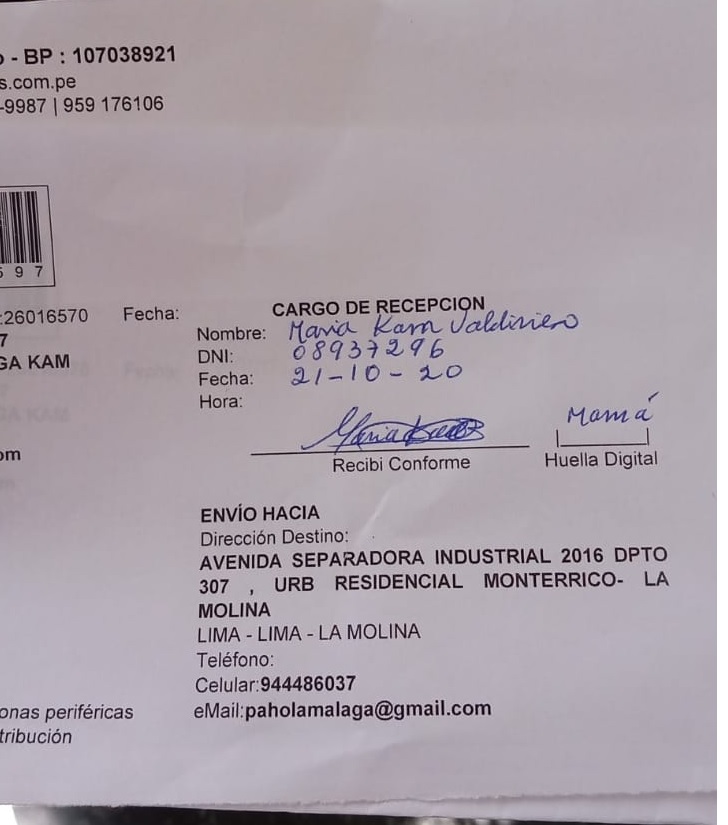 - BP : 107038921
s.com.pe
-9987 | 959 176106
6 9 7
:26016570 Fecha:
7
GA KAM
CARGO DE RECEPCION
Nombre: Maria Kam Valdiviezo
DNI: 08937296
Fecha: 21-10-20
Hora:
Mamá
Recibi Conforme
Huella Digital
om
ENVÍO HACIA
Dirección Destino:
AVENIDA SEPARADORA INDUSTRIAL 2016 DPTO
307 , URB RESIDENCIAL MONTERRICO- LA
MOLINA
LIMA - LIMA - LA MOLINA
Teléfono:
Celular:944486037
eMail:paholamalaga@gmail.com
onas periféricas
tribución